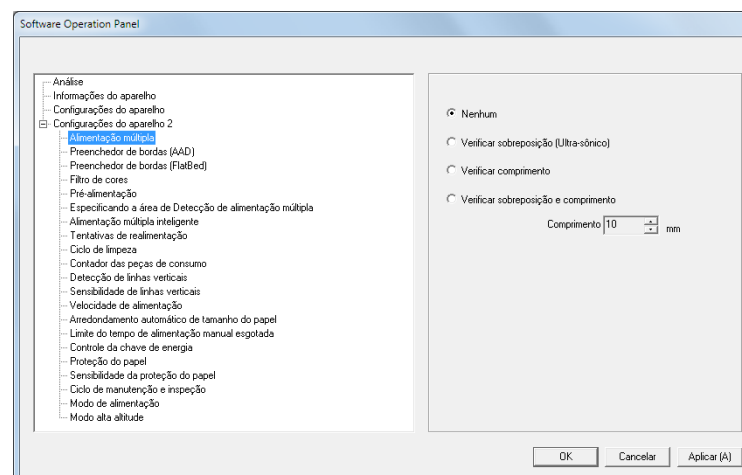 Software Operation Panel
Análise
Informações do aparelho
Configurações do aparelho
Configurações do aparelho 2
Alimentação múltipla
Preenchedor de bordas (AAD)
Preenchedor de bordas (FlatBed)
Filtro de cores
Pré-alimentação
Especificando a área de Detecção de alimentação múltipla
Alimentação múltipla inteligente
Tentativas de realimentação
Ciclo de limpeza
Contador das peças de consumo
Detecção de linhas verticais
Sensibilidade de linhas verticais
Velocidade de alimentação
Arredondamento automático de tamanho do papel
Limite do tempo de alimentação manual esgotada
Controle da chave de energia
Proteção do papel
Sensibilidade da proteção do papel
Ciclo de manutenção e inspeção
Modo de alimentação
Modo alta altitude
Nenhum
Verificar sobreposição (Ultra-sônico)
Verificar comprimento
Verificar sobreposição e comprimento
Comprimento 10 mm
OK Cancelar Aplicar (A)